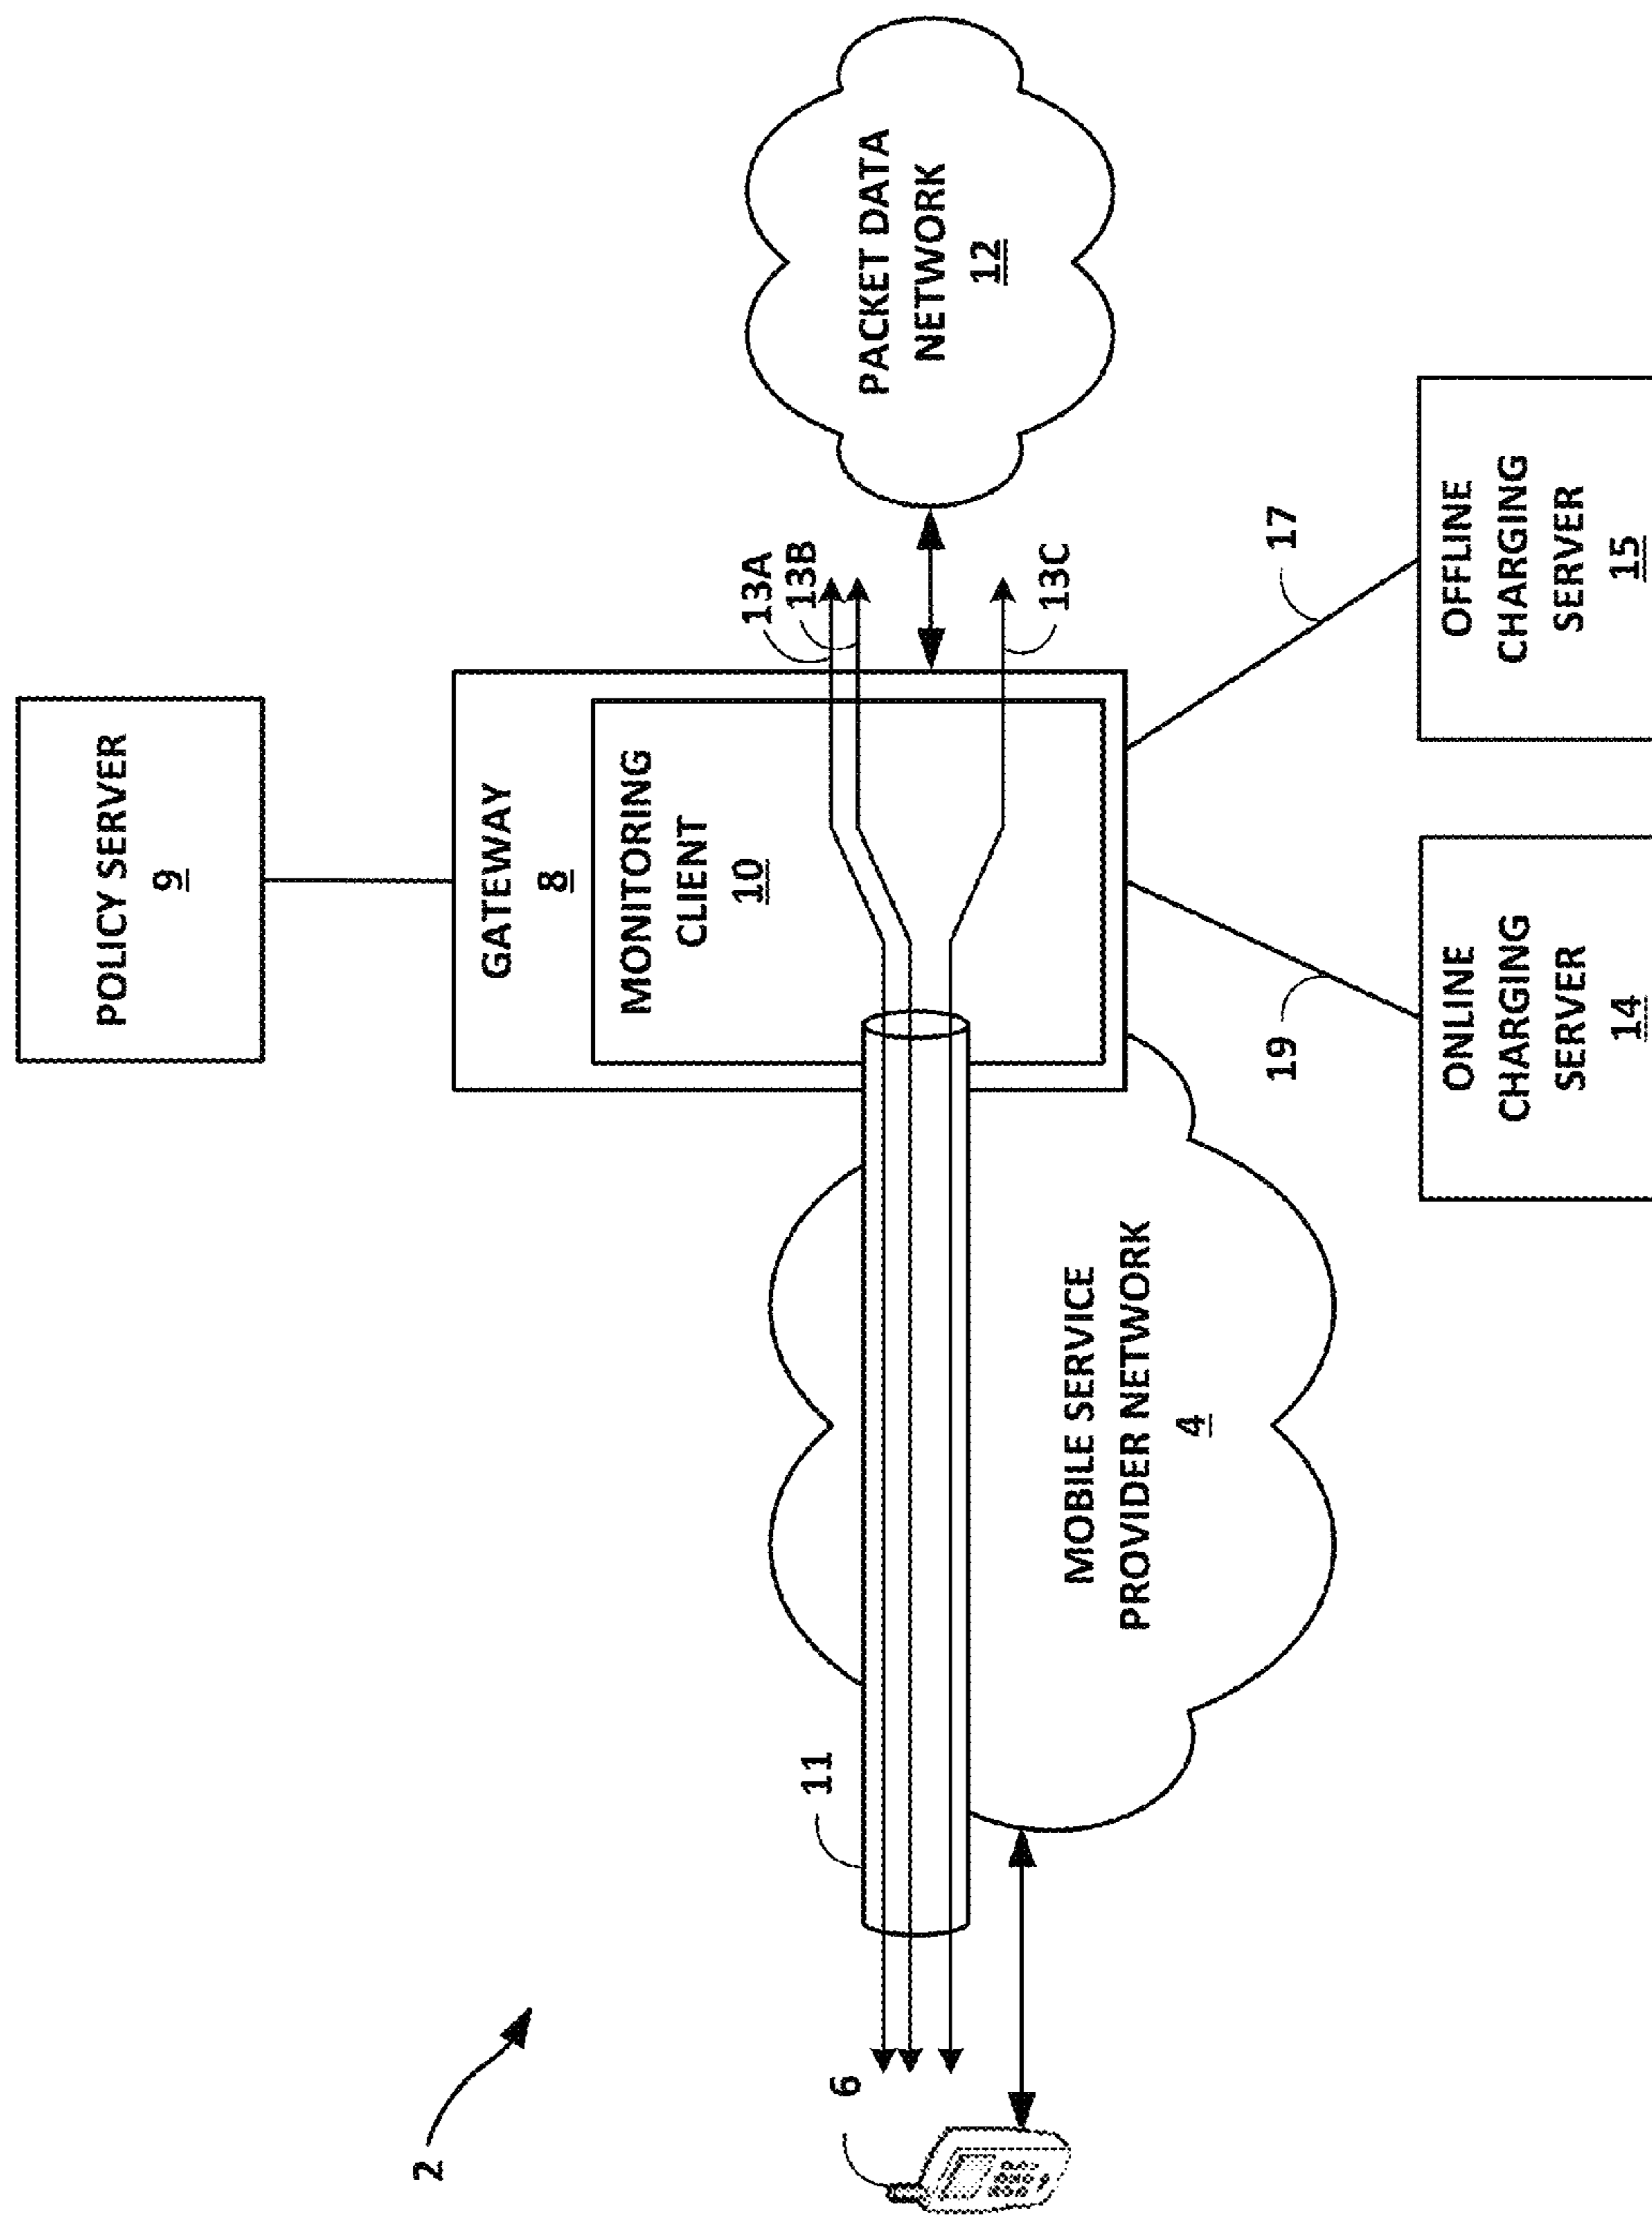 2
POLICY SERVER
9
GATEWAY
8
MONITORING
CLIENT
10
13A
13B
13C
PACKET DATA
NETWORK
12
6
11
MOBILE SERVICE
PROVIDER NETWORK
4
19
17
ONLINE
CHARGING
SERVER
14
OFFLINE
CHARGING
SERVER
15